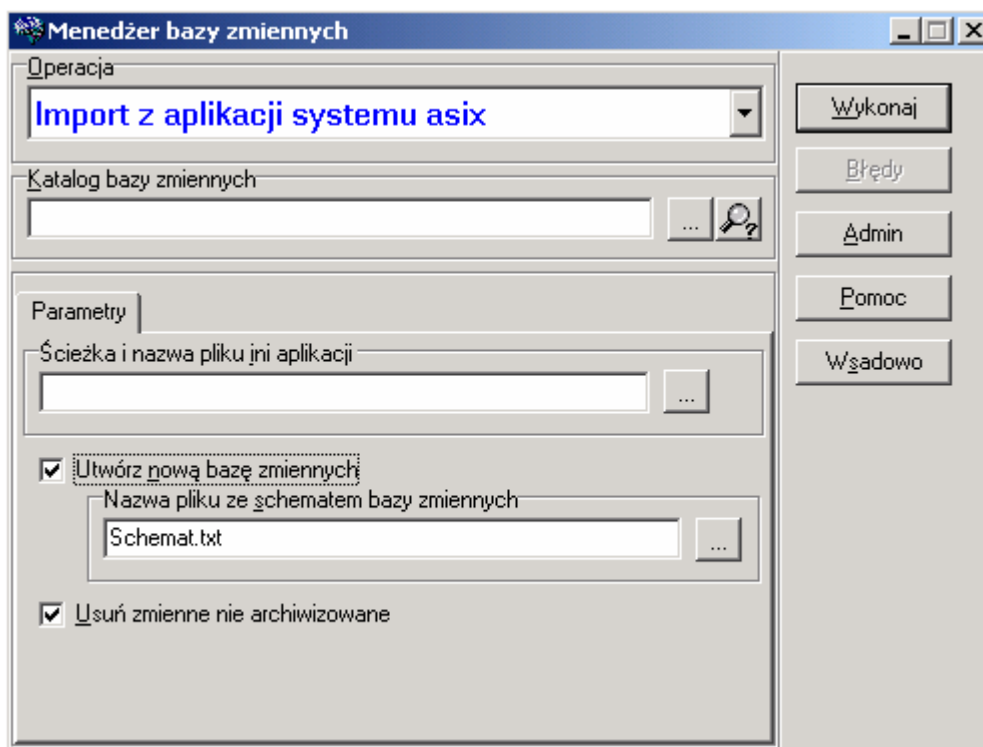 Menedżer bazy zmiennych
Operacja
Import z aplikacji systemu asix
Katalog bazy zmiennych
...
Parametry
Ścieżka i nazwa pliku ini aplikacji
...
Utwórz nową bazę zmiennych
Nazwa pliku ze schematem bazy zmiennych
Schemat.txt
...
Usuń zmienne nie archiwizowane
Wykonaj
Błędy
Admin
Pomoc
Wsadowo